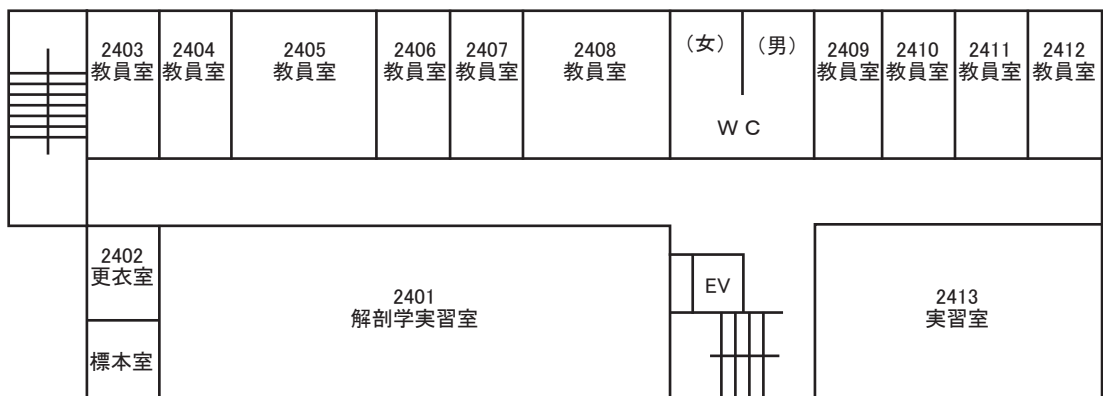 2403
教員室
2404
教員室
2405
教員室
2406
教員室
2407
教員室
2408
教員室
（女）
（男）
ＷＣ
2409
教員室
2410
教員室
2411
教員室
2412
教員室
2402
更衣室
標本室
2401
解剖学実習室
EV
2413
実習室